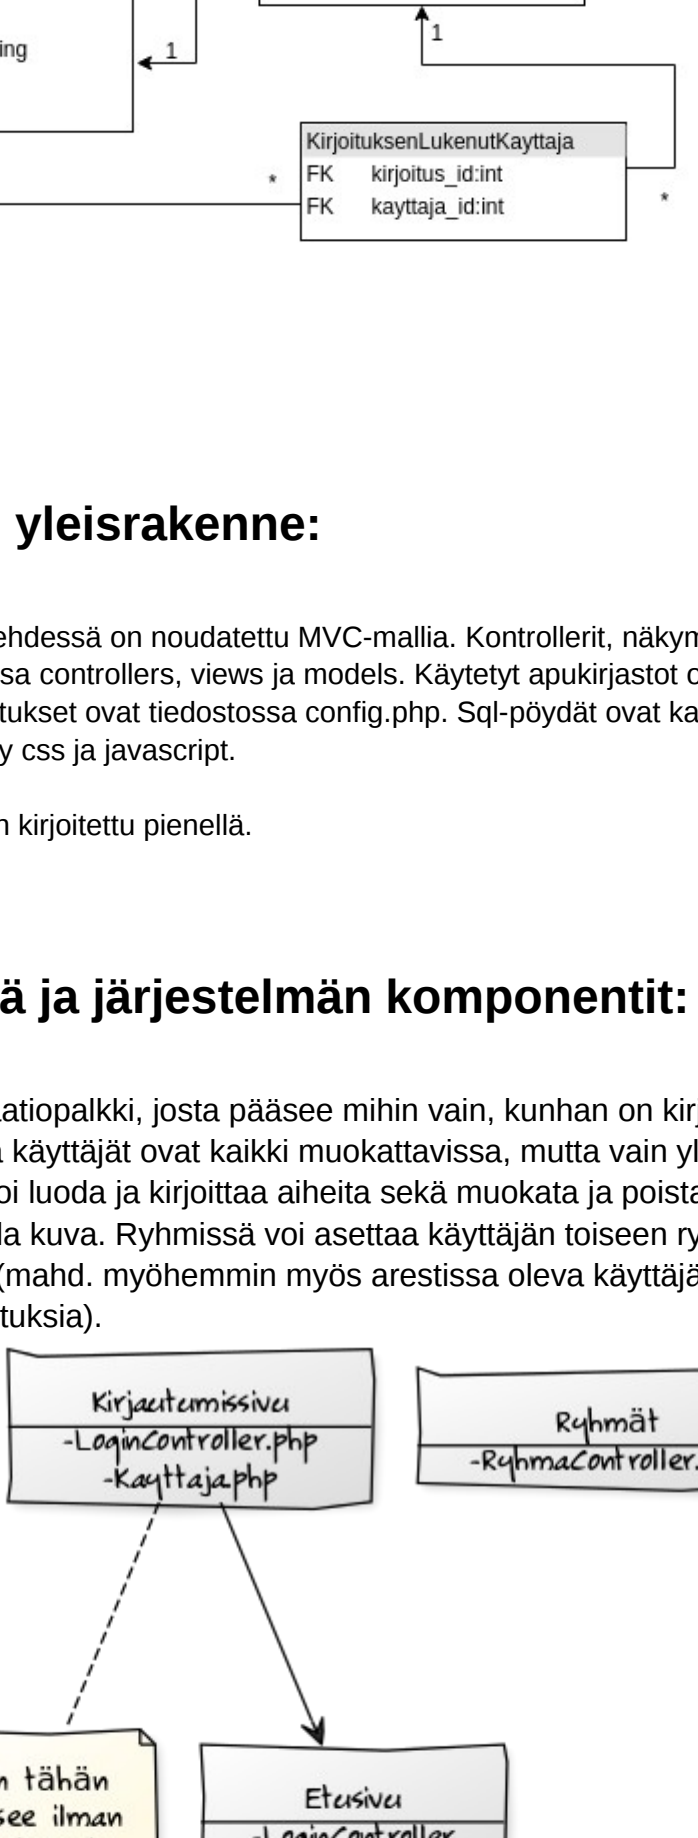 1
ing
1
KirjoituksenLukenutKayttaja
FK kirjoitus_id:int
*
FK kayttaja_id:int
*
yleisrakenne:
ehdessä on noudatettu MVC-mallia. Kontrollerit, näkym
sa controllers, views ja models. Käytetyt apukirjastot o
tukset ovat tiedostossa config.php. Sql-pöydät ovat ka
y css ja javascript.
n kirjoitettu pienellä.
ä ja järjestelmän komponentit:
atiopalkki, josta pääsee mihin vain, kunhan on kirj
käyttäjät ovat kaikki muokattavissa, mutta vain yl
oi luoda ja kirjoittaa aiheita sekä muokata ja poista
la kuva. Ryhmissä voi asettaa käyttäjän toiseen ry
(mahd. myöhemmin myös arestissa oleva käyttäjä
tuksia).
Kirjautumissivu
-LoginController.php
-Kayttaja.php
Ryhmät
-RyhmaController.
n tähän
see ilman
Etusivu
-LoginController